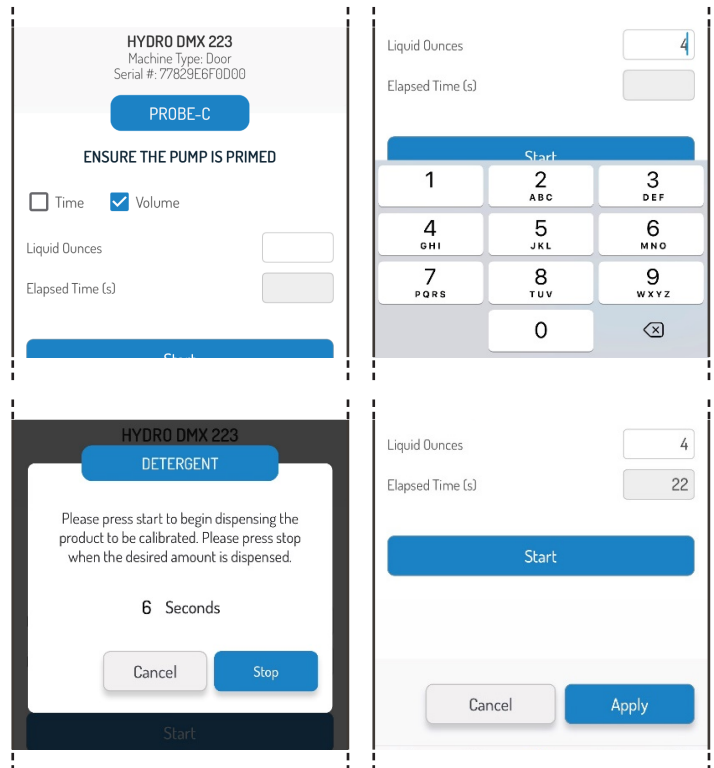 HYDRO DMX 223
Machine Type: Door
Serial #: 77829E6F0D00
PROBE-C
ENSURE THE PUMP IS PRIMED
Time Volume
Liquid Ounces
Elapsed Time (s)
Start
Liquid Ounces 4
Elapsed Time (s)
Start
1 2 3
ABC DEF
4 5 6
GHI JKL MNO
7 8 9
PQRS TUV WXYZ
0
HYDRO DMX 223
DETERGENT
Please press start to begin dispensing the
product to be calibrated. Please press stop
when the desired amount is dispensed.
6 Seconds
Cancel Stop
Start
Liquid Ounces 4
Elapsed Time (s) 22
Start
Cancel Apply